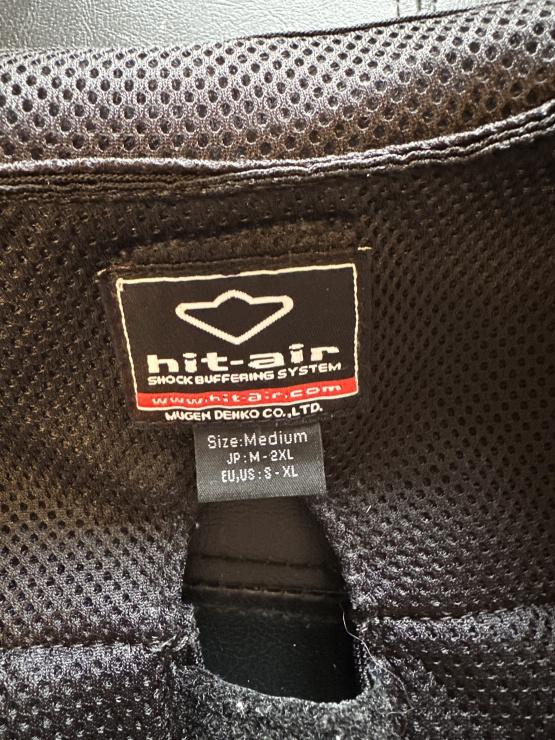 hit-air
SHOCK BUFFERING SYSTEM
www.hit-air.com
MUGEN DENKO CO.,LTD.
Size:Medium
JP : M - 2XL
EU,US : S - XL